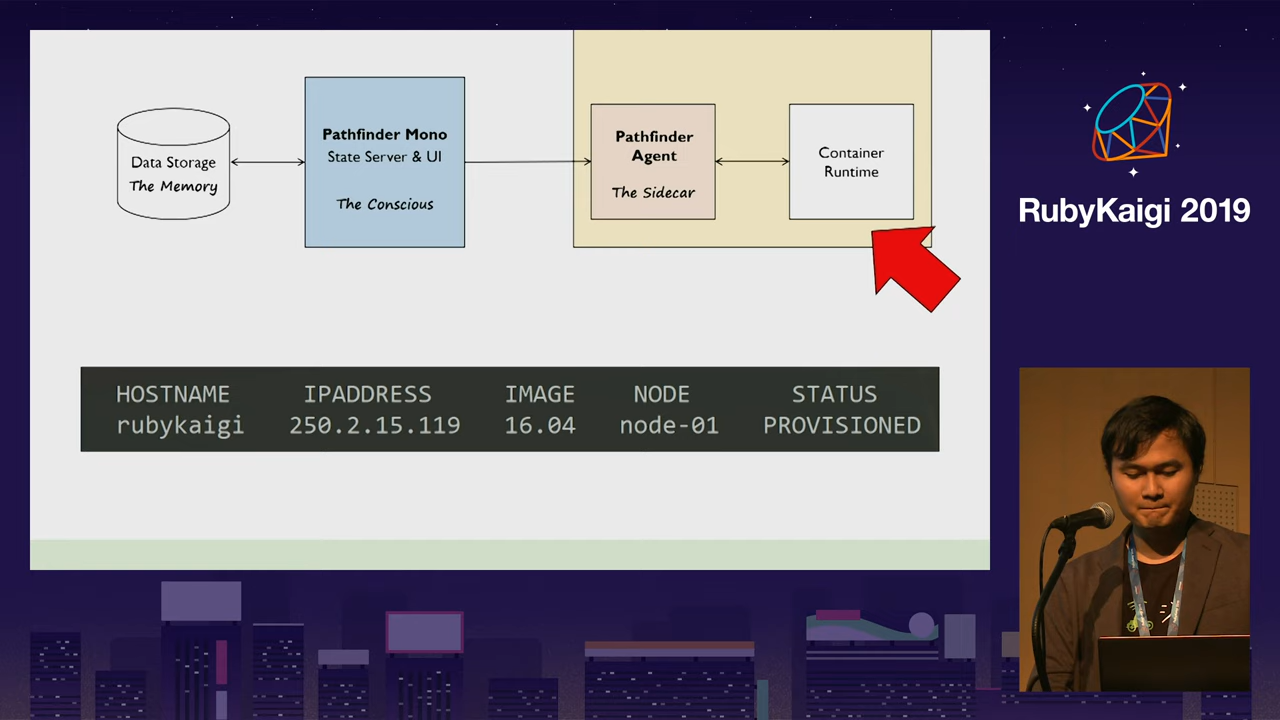 Data Storage
The Memory
Pathfinder Mono
State Server & UI
The Conscious
Pathfinder
Agent
The Sidecar
Container
Runtime
HOSTNAME IPADDRESS IMAGE NODE STATUS
rubykaigi 250.2.15.119 16.04 node-01 PROVISIONED
RubyKaigi 2019